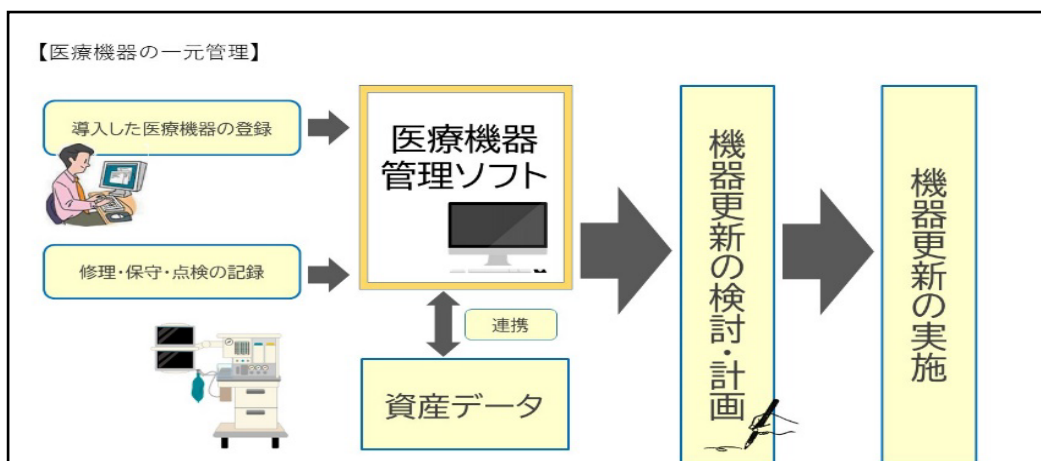 【医療機器の一元管理】
導入した医療機器の登録
医療機器
管理ソフト
修理・保守・点検の記録
連携
資産データ
機器更新の検討・計画
機器更新の実施